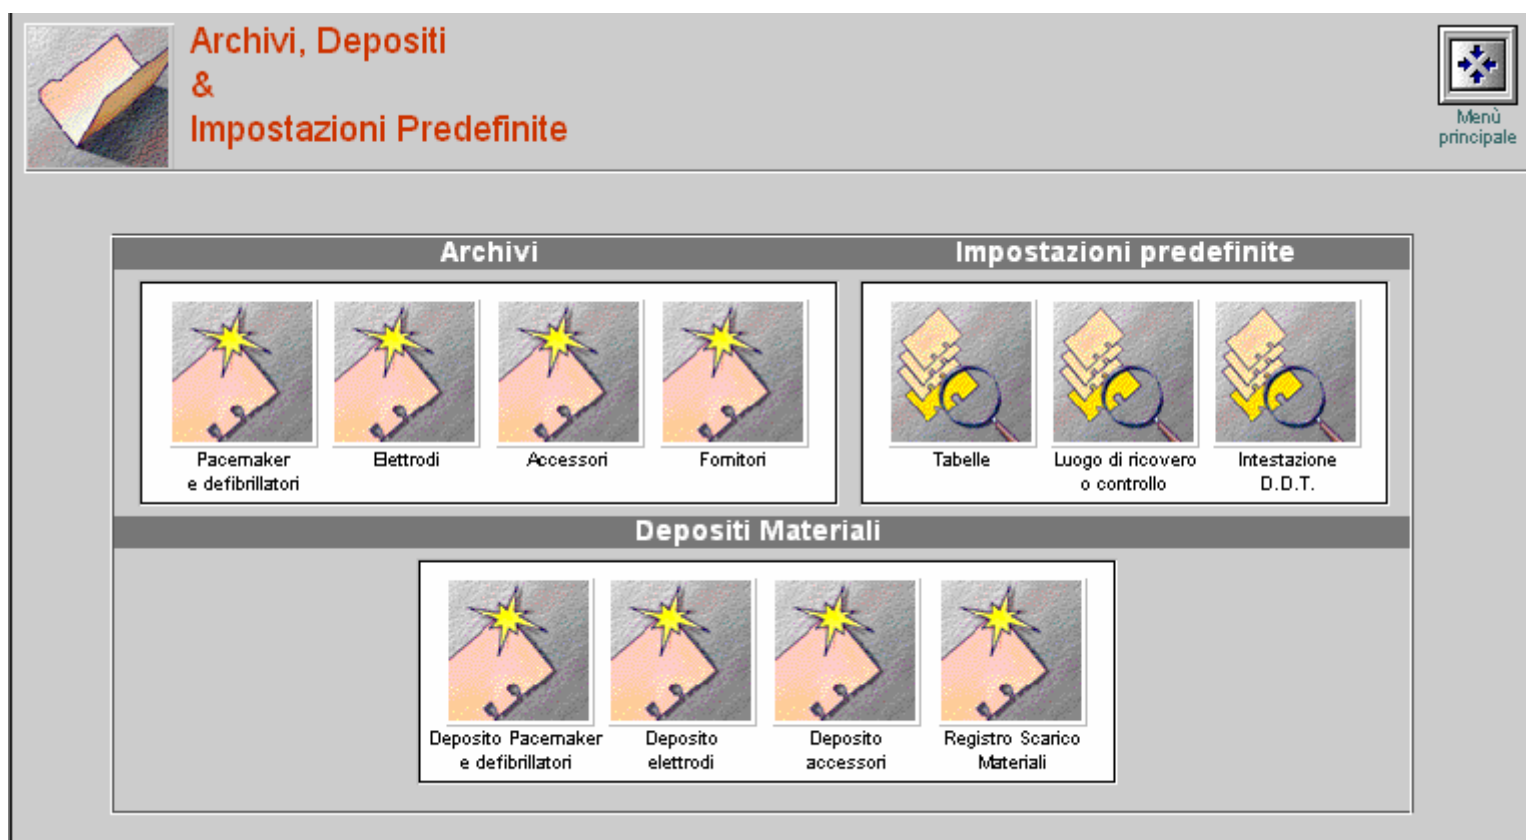 Archivi, Depositi
&
Impostazioni Predefinite
Menù
principale
Archivi
Impostazioni predefinite
Pacemaker
e defibrillatori
Elettrodi
Accessori
Fornitori
Tabelle
Luogo di ricovero
o controllo
Intestazione
D.D.T.
Depositi Materiali
Deposito Pacemaker
e defibrillatori
Deposito
elettrodi
Deposito
accessori
Registro Scarico
Materiali